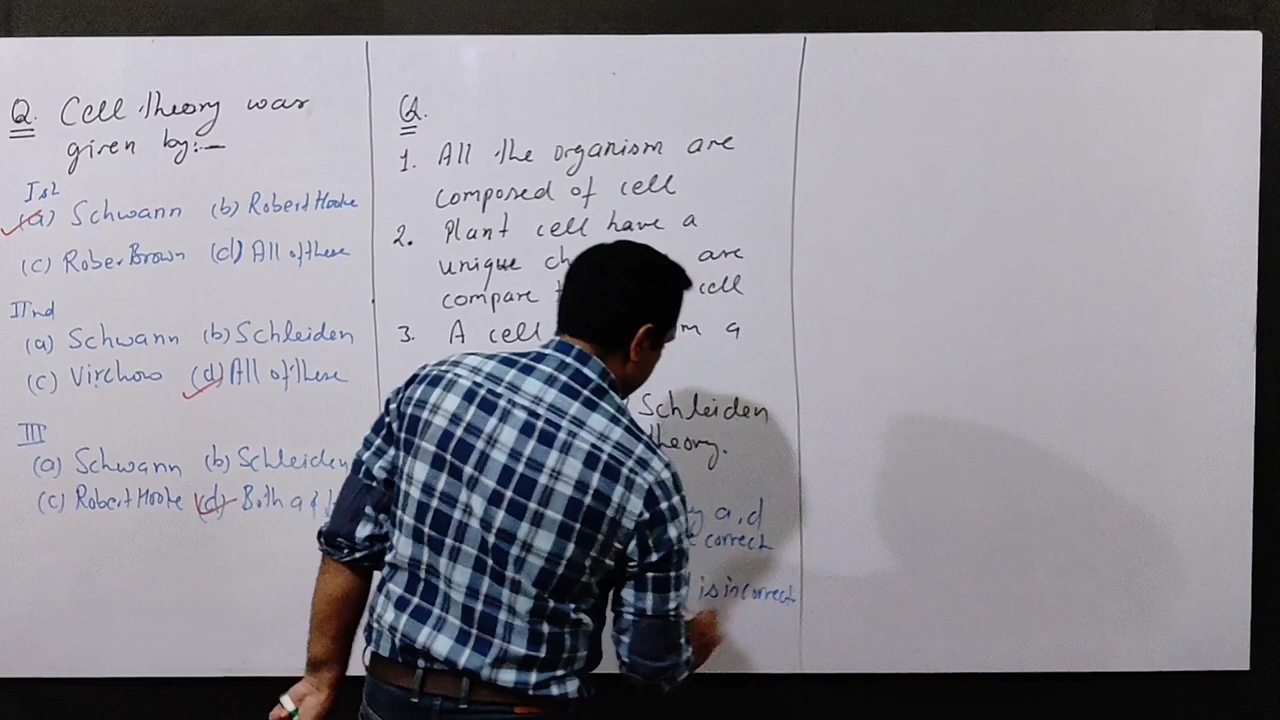 Q. Cell theory was
given by:-
Ist
(a) Schwann (b) Robert Hooke
(c) Rober Brown (d) All of these
IInd
(a) Schwann (b) Schleiden
(c) Virchow (d) All of these
III
(a) Schwann (b) Schleiden
(c) Robert Hooke (d) Both a &
Q.
1. All the organism are
composed of cell
2. Plant cell have a
unique are
compare cell
3. A cell a
Schleiden
theory.
a, d
correct
is incorrect